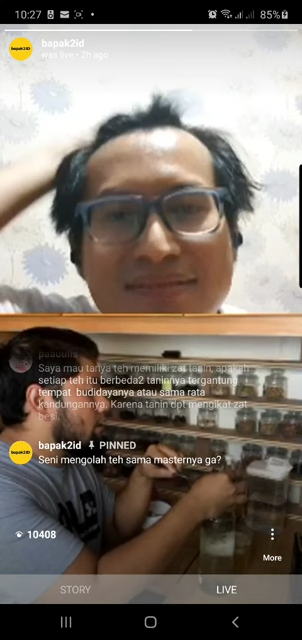 10:27
85%
bapak2id
was live • 2h ago
Saya mau tanya teh memiliki zat tanin, apakah
setiap teh itu berbeda2 taninnya tergantung
tempat budidayanya atau sama rata
kandungannya. Karena tanin dpt mengikat zat
besi.
bapak2ID
bapak2id PINNED
Seni mengolah teh sama masternya ga?
10408
More
STORY
LIVE